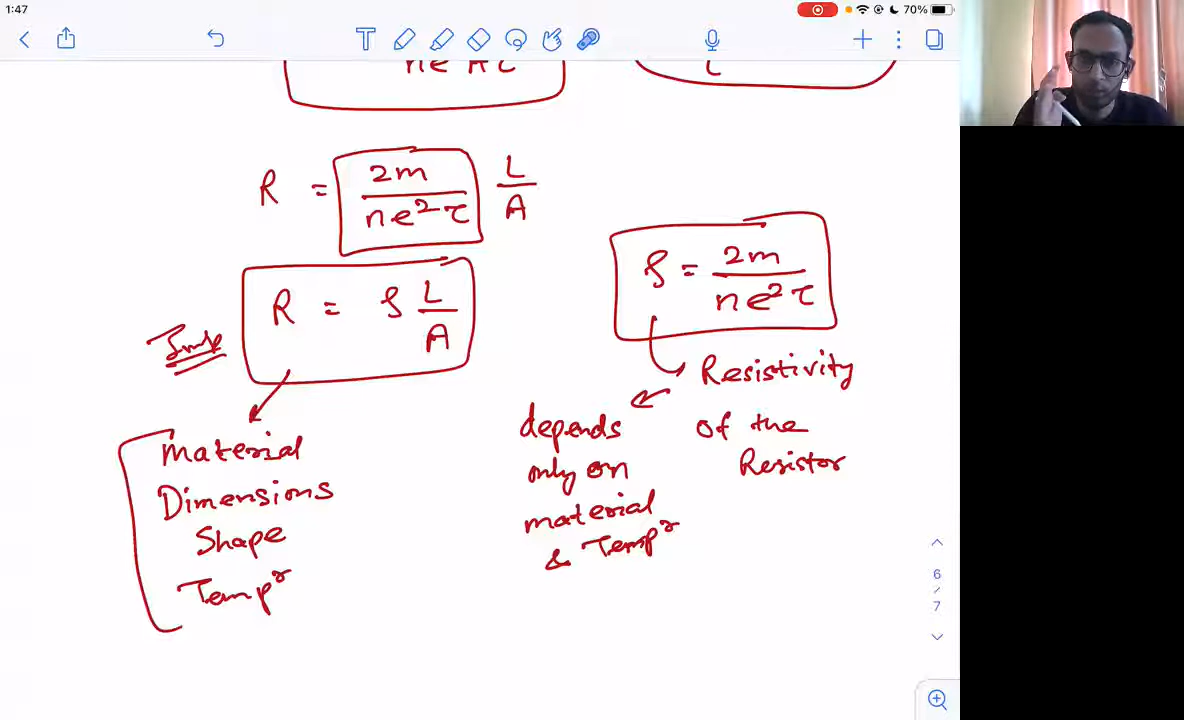 1:47
70%
T
ne A τ
τ
R = 2m / ne²τ L / A
ρ = 2m / ne²τ
R = ρ L / A
Imp
Resistivity
of the
Resistor
depends
only on
material
& Tempr
material
Dimensions
Shape
Tempr
6
/
7